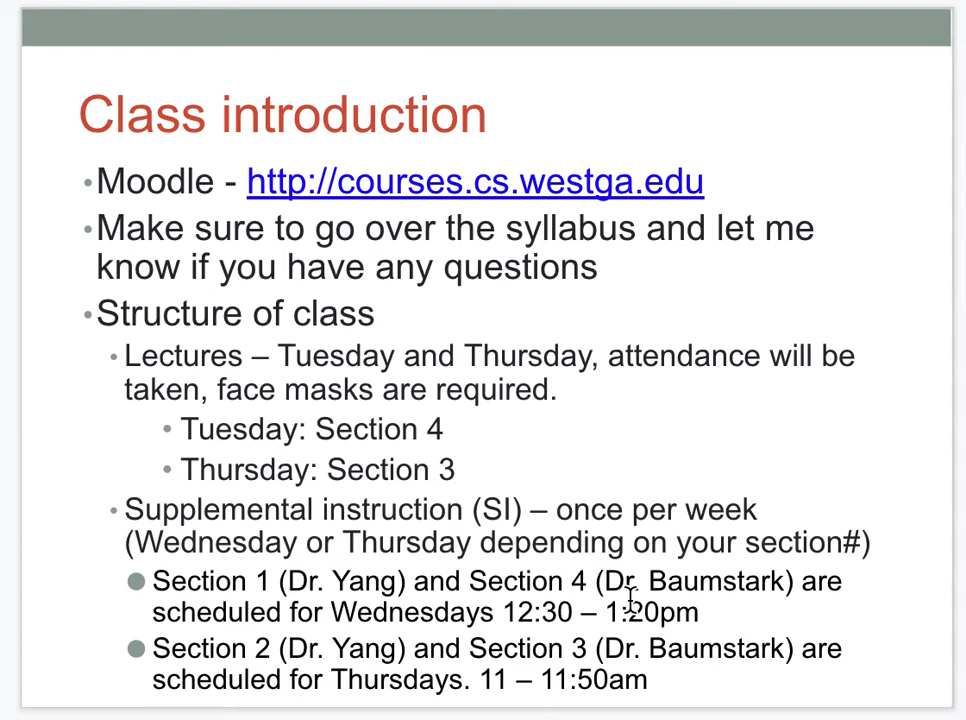 Class introduction
•Moodle - http://courses.cs.westga.edu
•Make sure to go over the syllabus and let me
know if you have any questions
•Structure of class
• Lectures – Tuesday and Thursday, attendance will be
taken, face masks are required.
• Tuesday: Section 4
• Thursday: Section 3
• Supplemental instruction (SI) – once per week
(Wednesday or Thursday depending on your section#)
● Section 1 (Dr. Yang) and Section 4 (Dr. Baumstark) are
scheduled for Wednesdays 12:30 – 1:20pm
● Section 2 (Dr. Yang) and Section 3 (Dr. Baumstark) are
scheduled for Thursdays. 11 – 11:50am